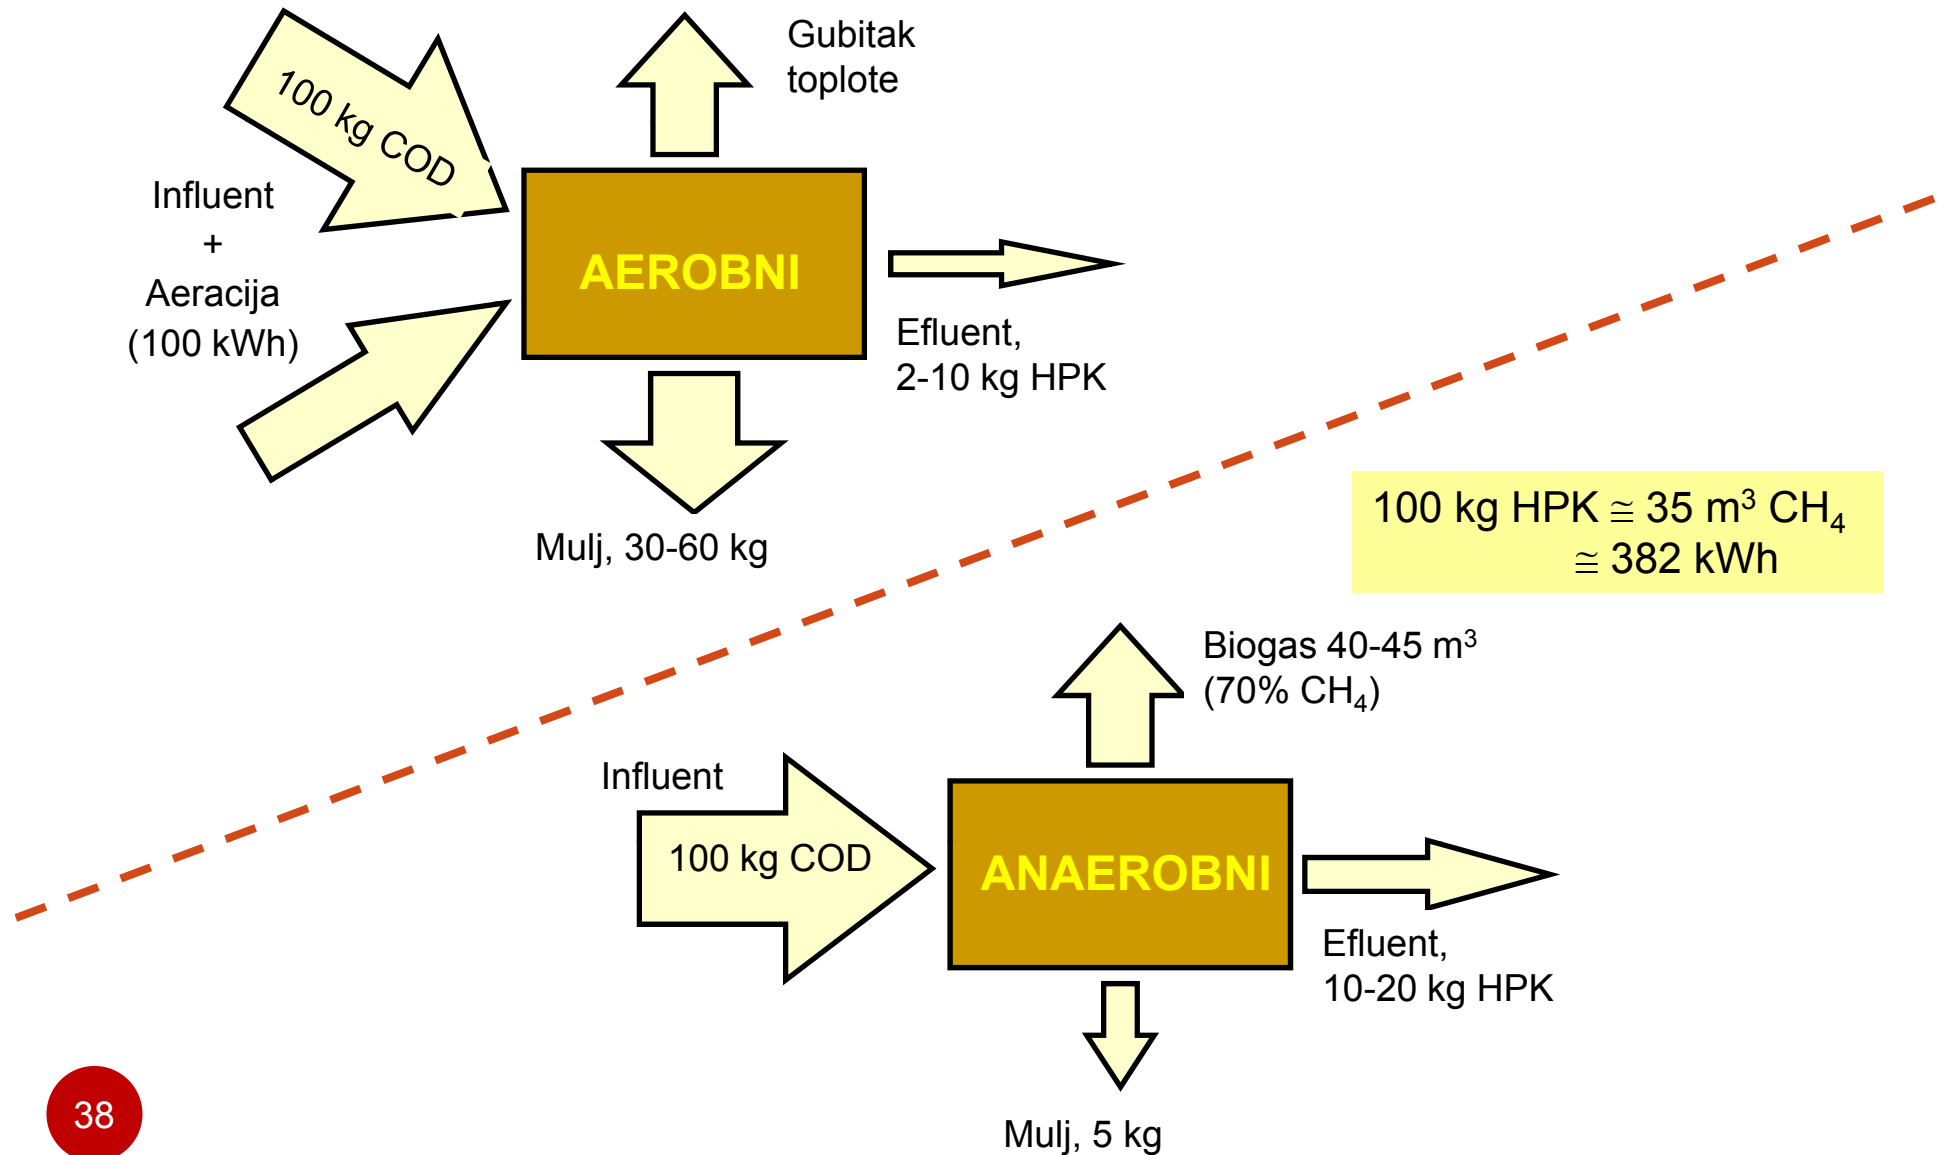 100 kg COD
Gubitak
toplote
Influent
+
Aeracija
(100 kWh)
AEROBNI
Efluent,
2-10 kg HPK
Mulj, 30-60 kg
100 kg HPK ≅ 35 m³ CH₄
≅ 382 kWh
Biogas 40-45 m³
(70% CH₄)
Influent
100 kg COD
ANAEROBNI
Efluent,
10-20 kg HPK
Mulj, 5 kg
38